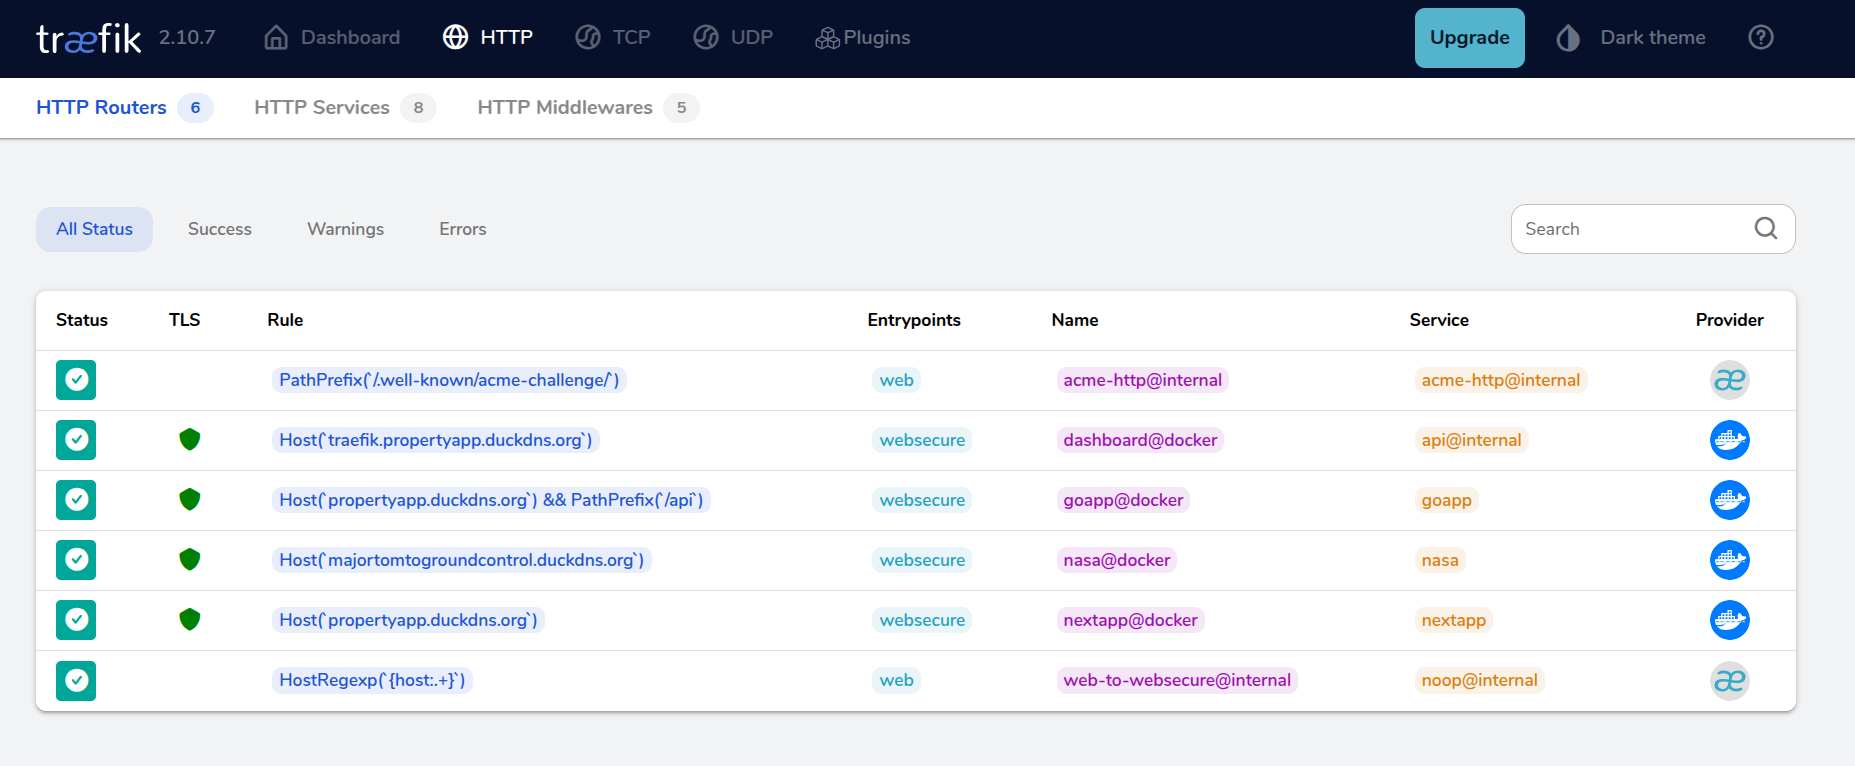 træfik 2.10.7 Dashboard HTTP TCP UDP Plugins Upgrade Dark theme
HTTP Routers 6 HTTP Services 8 HTTP Middlewares 5
All Status Success Warnings Errors Search
Status TLS Rule Entrypoints Name Service Provider
PathPrefix(`/.well-known/acme-challenge/`) web acme-http@internal acme-http@internal æ
Host(`traefik.propertyapp.duckdns.org`) websecure dashboard@docker api@internal
Host(`propertyapp.duckdns.org`) && PathPrefix(`/api`) websecure goapp@docker goapp
Host(`majortomtogroundcontrol.duckdns.org`) websecure nasa@docker nasa
Host(`propertyapp.duckdns.org`) websecure nextapp@docker nextapp
HostRegexp(`{host:.+}`) web web-to-websecure@internal noop@internal æ